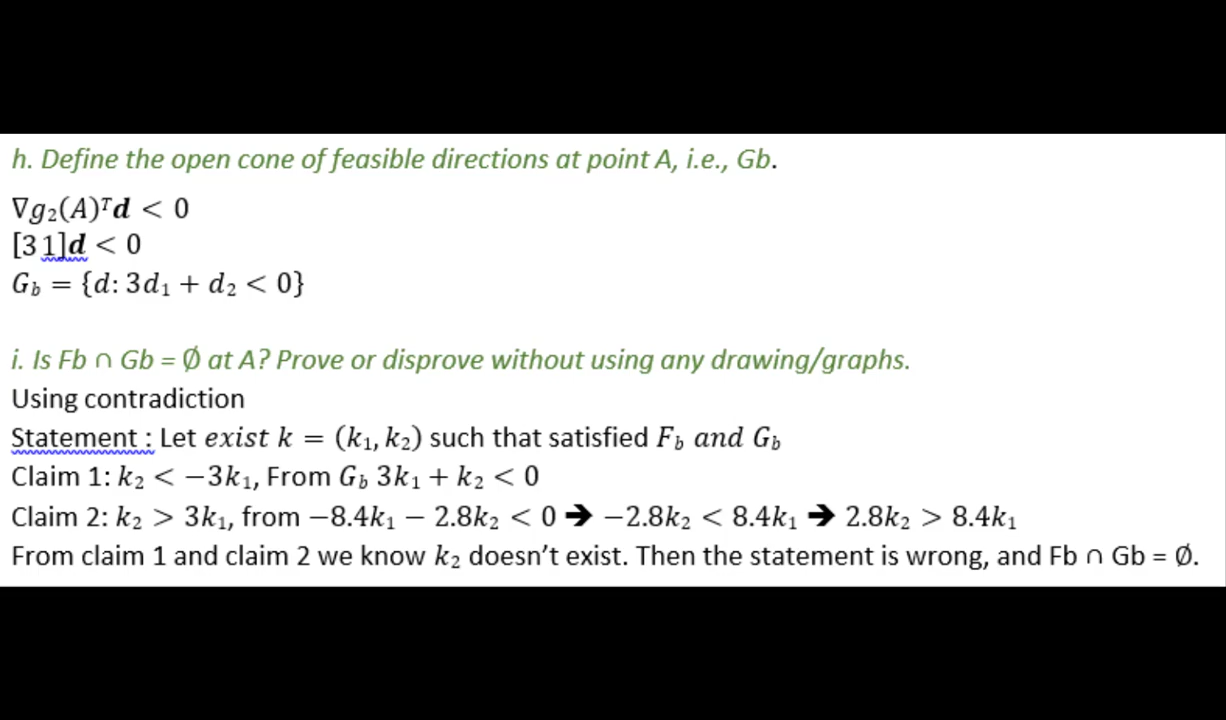 h. Define the open cone of feasible directions at point A, i.e., Gb.
∇g₂(A)ᵀd < 0
[3 1]d < 0
G_b = {d: 3d₁ + d₂ < 0}
i. Is Fb ∩ Gb = Ø at A? Prove or disprove without using any drawing/graphs.
Using contradiction
Statement : Let exist k = (k₁, k₂) such that satisfied F_b and G_b
Claim 1: k₂ < −3k₁, From G_b 3k₁ + k₂ < 0
Claim 2: k₂ > 3k₁, from −8.4k₁ − 2.8k₂ < 0 ➔ −2.8k₂ < 8.4k₁ ➔ 2.8k₂ > 8.4k₁
From claim 1 and claim 2 we know k₂ doesn’t exist. Then the statement is wrong, and Fb ∩ Gb = Ø.